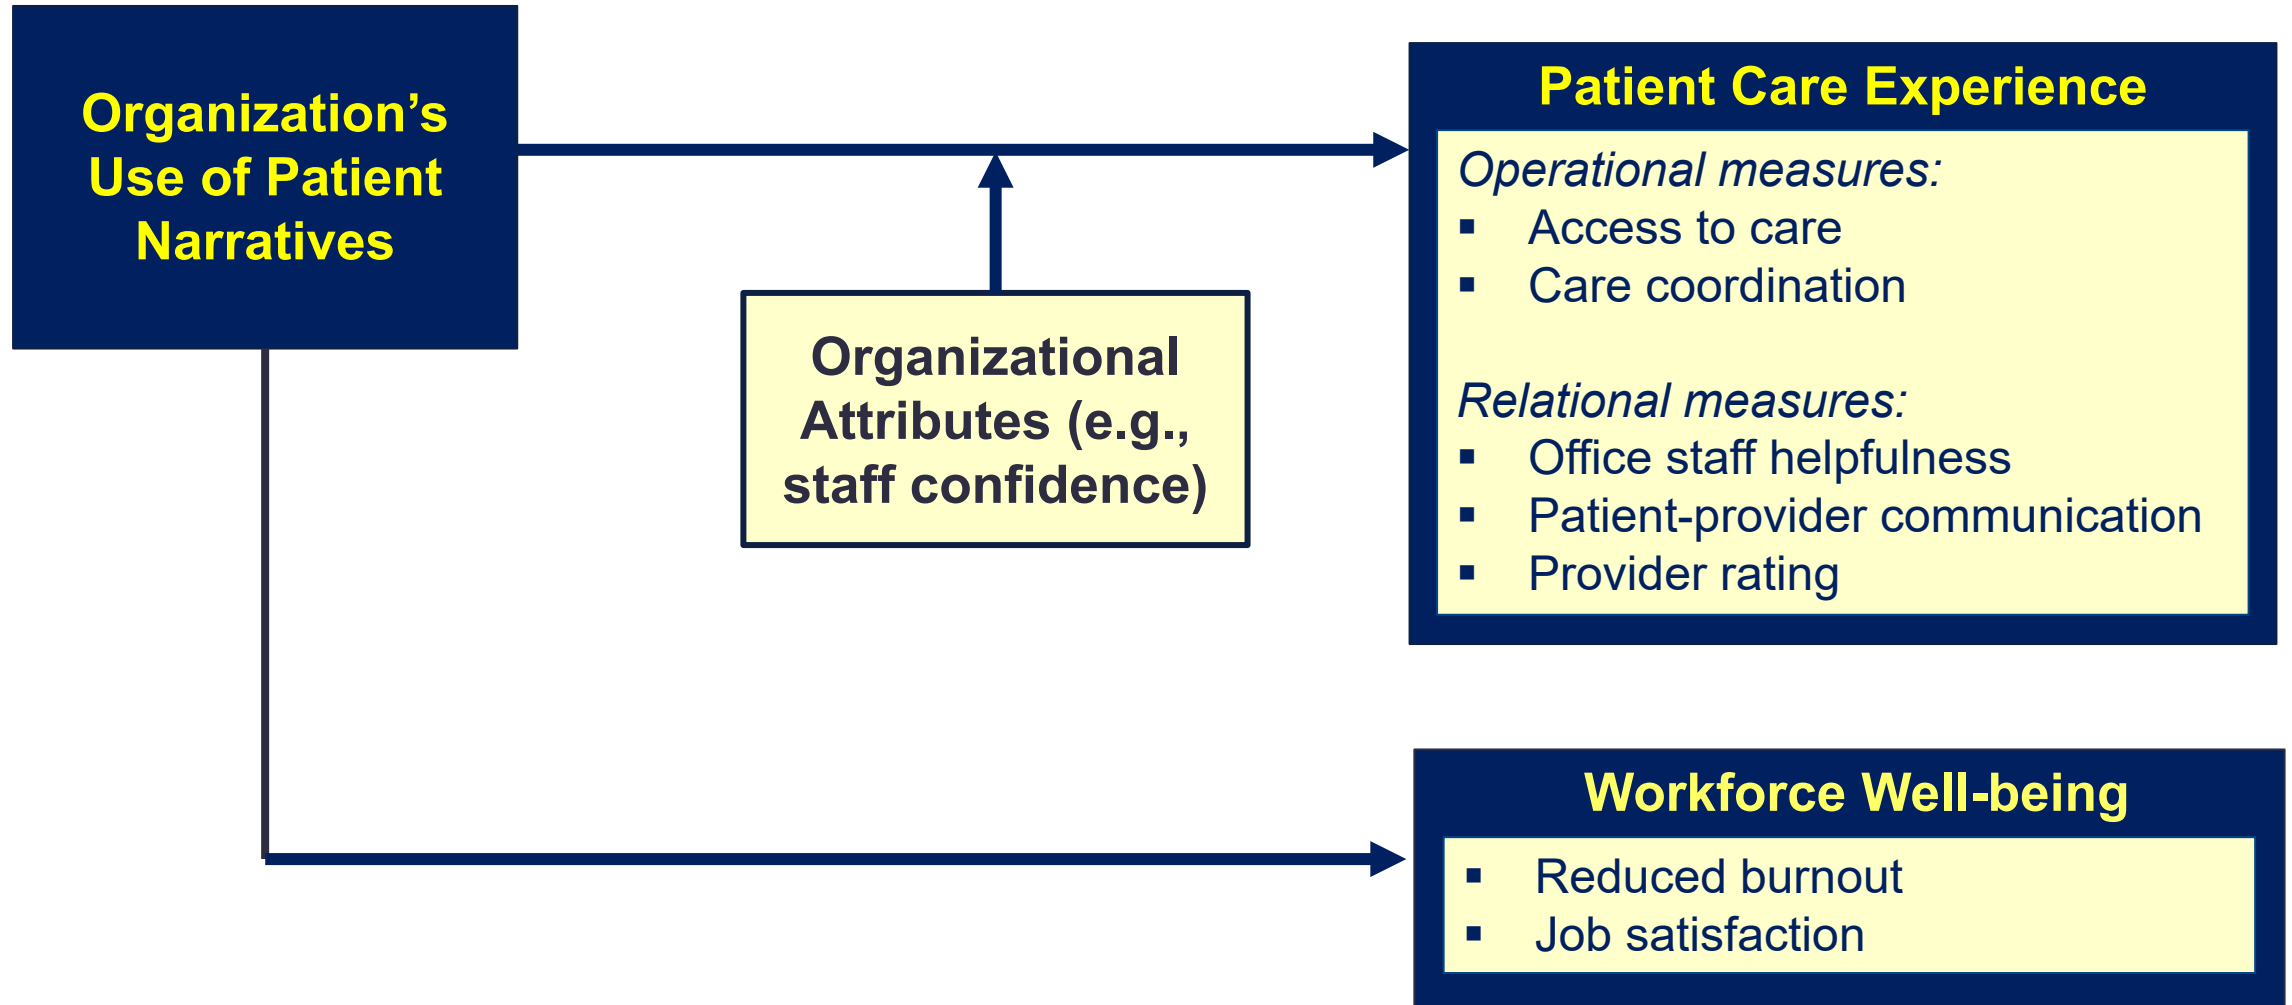 Organization’s
Use of Patient
Narratives
Organizational
Attributes (e.g.,
staff confidence)
Patient Care Experience
Operational measures:
▪ Access to care
▪ Care coordination
Relational measures:
▪ Office staff helpfulness
▪ Patient-provider communication
▪ Provider rating
Workforce Well-being
▪ Reduced burnout
▪ Job satisfaction